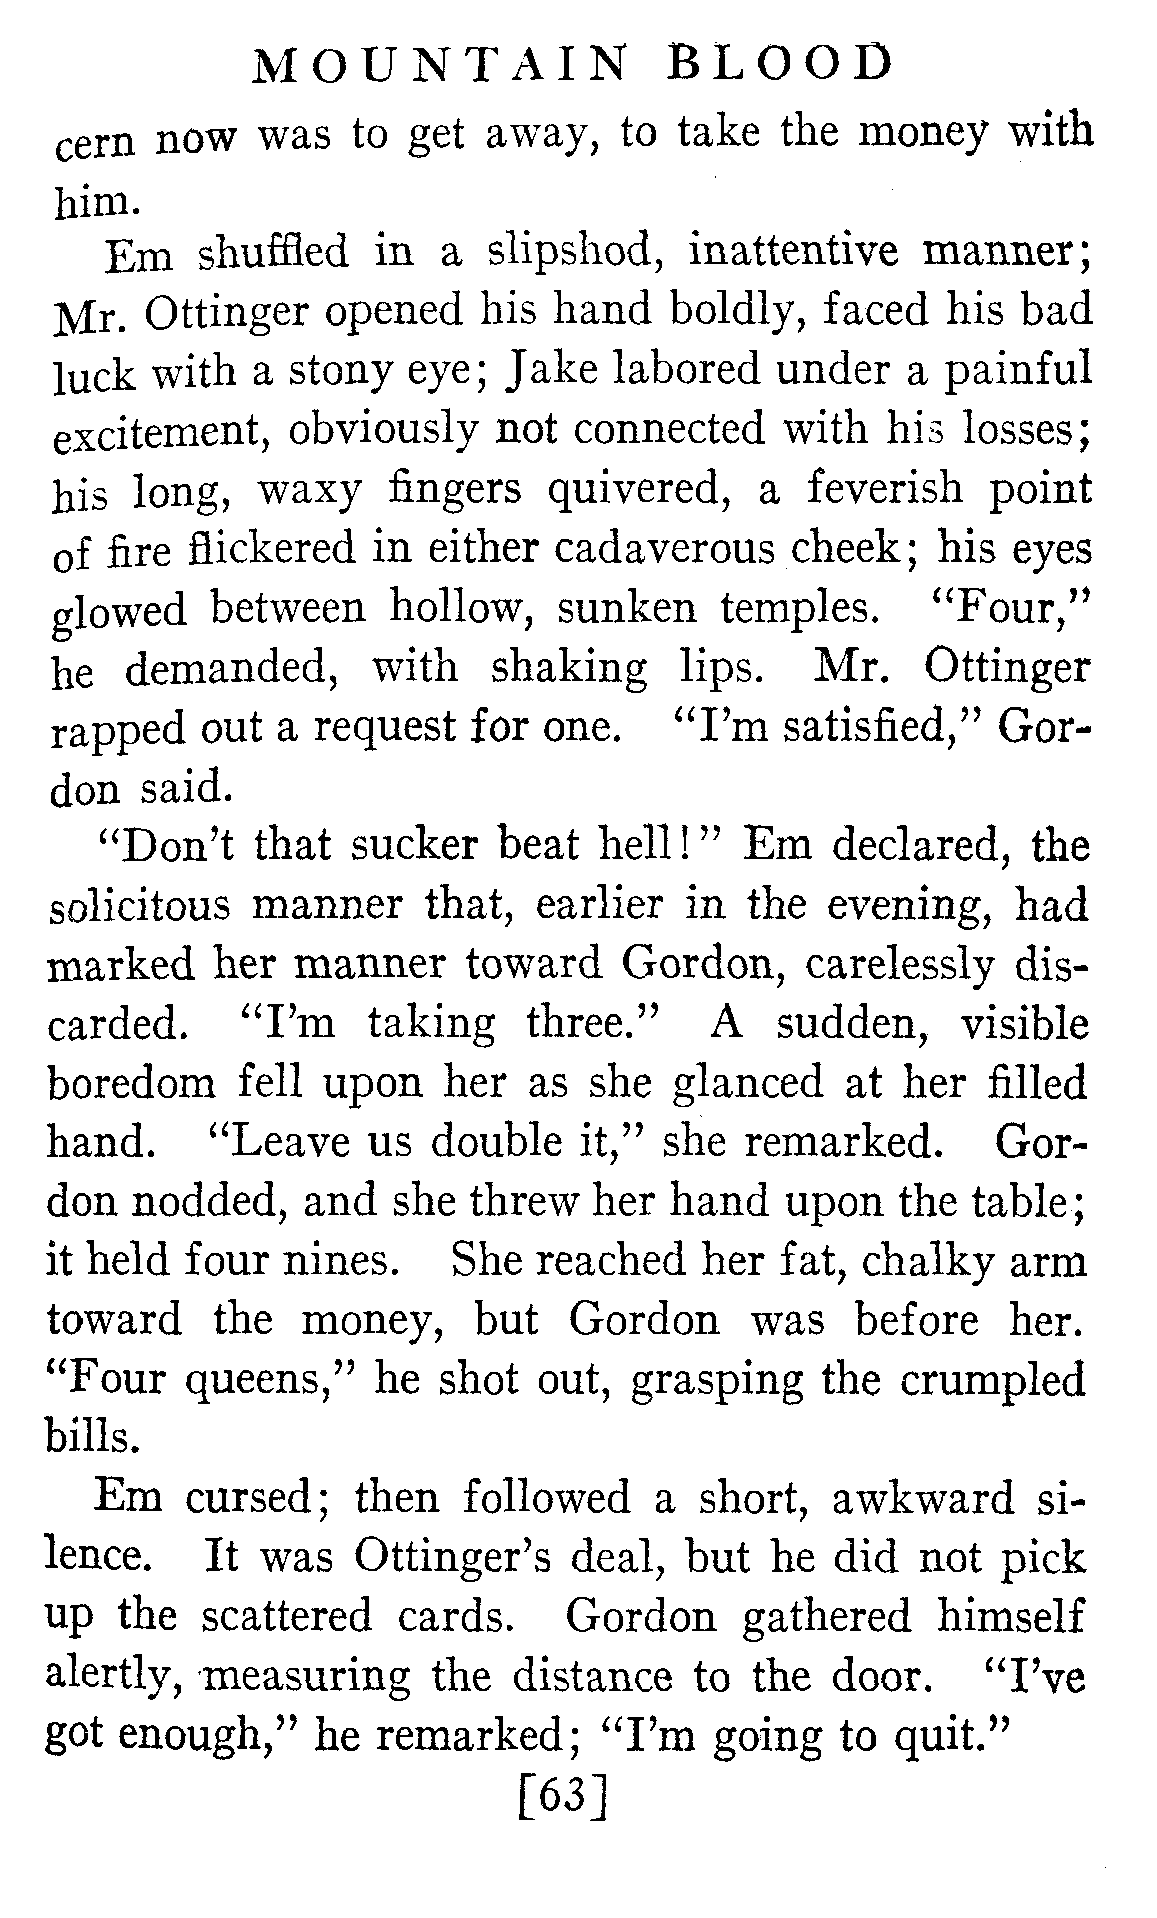 MOUNTAIN BLOOD
cern now was to get away, to take the money with
him.
Em shuffled in a slipshod, inattentive manner;
Mr. Ottinger opened his hand boldly, faced his bad
luck with a stony eye; Jake labored under a painful
excitement, obviously not connected with his losses;
his long, waxy fingers quivered, a feverish point
of fire flickered in either cadaverous cheek; his eyes
glowed between hollow, sunken temples. “Four,”
he demanded, with shaking lips. Mr. Ottinger
rapped out a request for one. “I'm satisfied,” Gor-
don said.
“Don't that sucker beat hell!” Em declared, the
solicitous manner that, earlier in the evening, had
marked her manner toward Gordon, carelessly dis-
carded. “I'm taking three.” A sudden, visible
boredom fell upon her as she glanced at her filled
hand. “Leave us double it,” she remarked. Gor-
don nodded, and she threw her hand upon the table;
it held four nines. She reached her fat, chalky arm
toward the money, but Gordon was before her.
“Four queens,” he shot out, grasping the crumpled
bills.
Em cursed; then followed a short, awkward si-
lence. It was Ottinger's deal, but he did not pick
up the scattered cards. Gordon gathered himself
alertly, measuring the distance to the door. “I've
got enough,” he remarked; “I'm going to quit.”
[63]